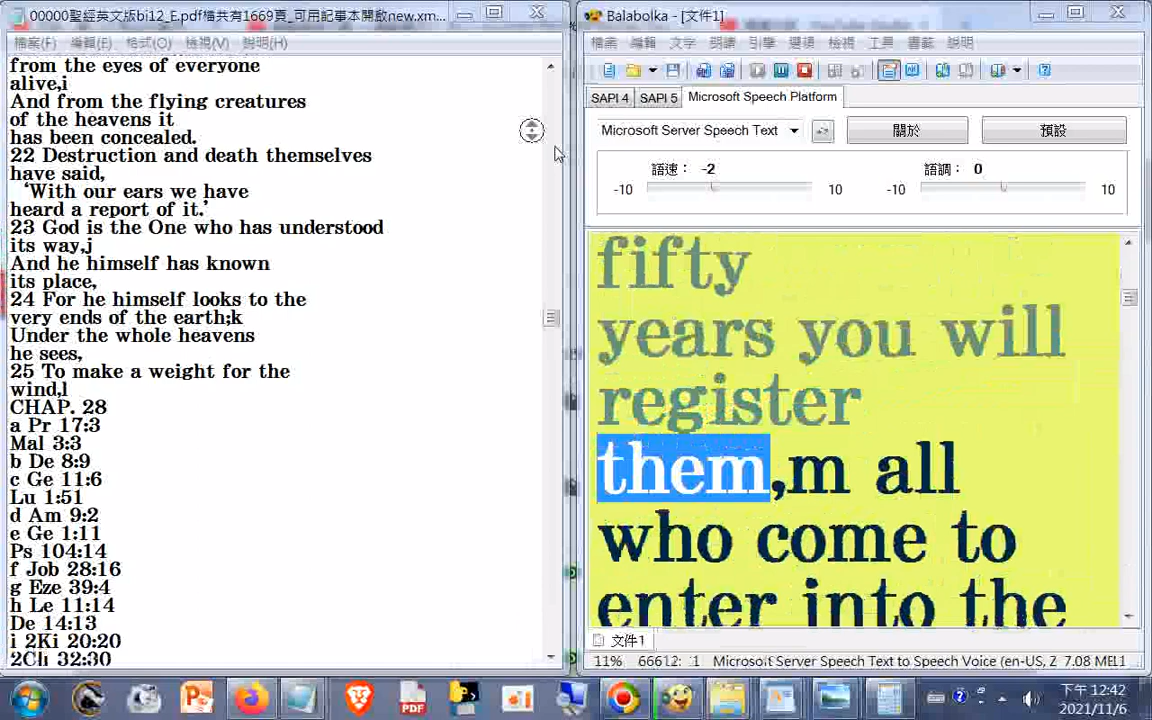 00000聖經英文版bi12_E.pdf檔共有1669頁_可用記事本開啟new.xm...
檔案(F) 編輯(E) 格式(O) 檢視(V) 說明(H)
from the eyes of everyone
alive,i
And from the flying creatures
of the heavens it
has been concealed.
22 Destruction and death themselves
have said,
‘With our ears we have
heard a report of it.’
23 God is the One who has understood
its way,j
And he himself has known
its place,
24 For he himself looks to the
very ends of the earth;k
Under the whole heavens
he sees,
25 To make a weight for the
wind,l
CHAP. 28
a Pr 17:3
Mal 3:3
b De 8:9
c Ge 11:6
Lu 1:51
d Am 9:2
e Ge 1:11
Ps 104:14
f Job 28:16
g Eze 39:4
h Le 11:14
De 14:13
i 2Ki 20:20
2Ch 32:30
Balabolka - [文件1]
檔案 編輯 文字 朗讀 引擎 選項 檢視 工具 書籤 說明
SAPI 4 SAPI 5 Microsoft Speech Platform
Microsoft Server Speech Text 關於 預設
語速： -2 語調： 0
-10 10 -10 10
fifty
years you will
register
them,m all
who come to
enter into the
文件1
11% 66612: 1 Microsoft Server Speech Text to Speech Voice (en-US, Z 7.08 ME
下午 12:42
2021/11/6